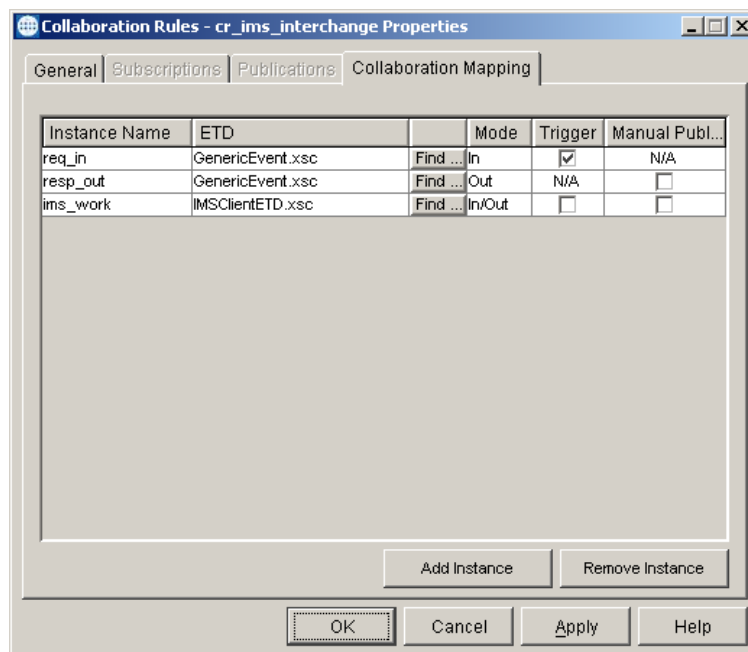 Collaboration Rules - cr_ims_interchange Properties
General Subscriptions Publications Collaboration Mapping
Instance Name ETD Mode Trigger Manual Publ...
req_in GenericEvent.xsc Find ... In N/A
resp_out GenericEvent.xsc Find ... Out N/A
ims_work IMSClientETD.xsc Find ... In/Out
Add Instance Remove Instance
OK Cancel Apply Help